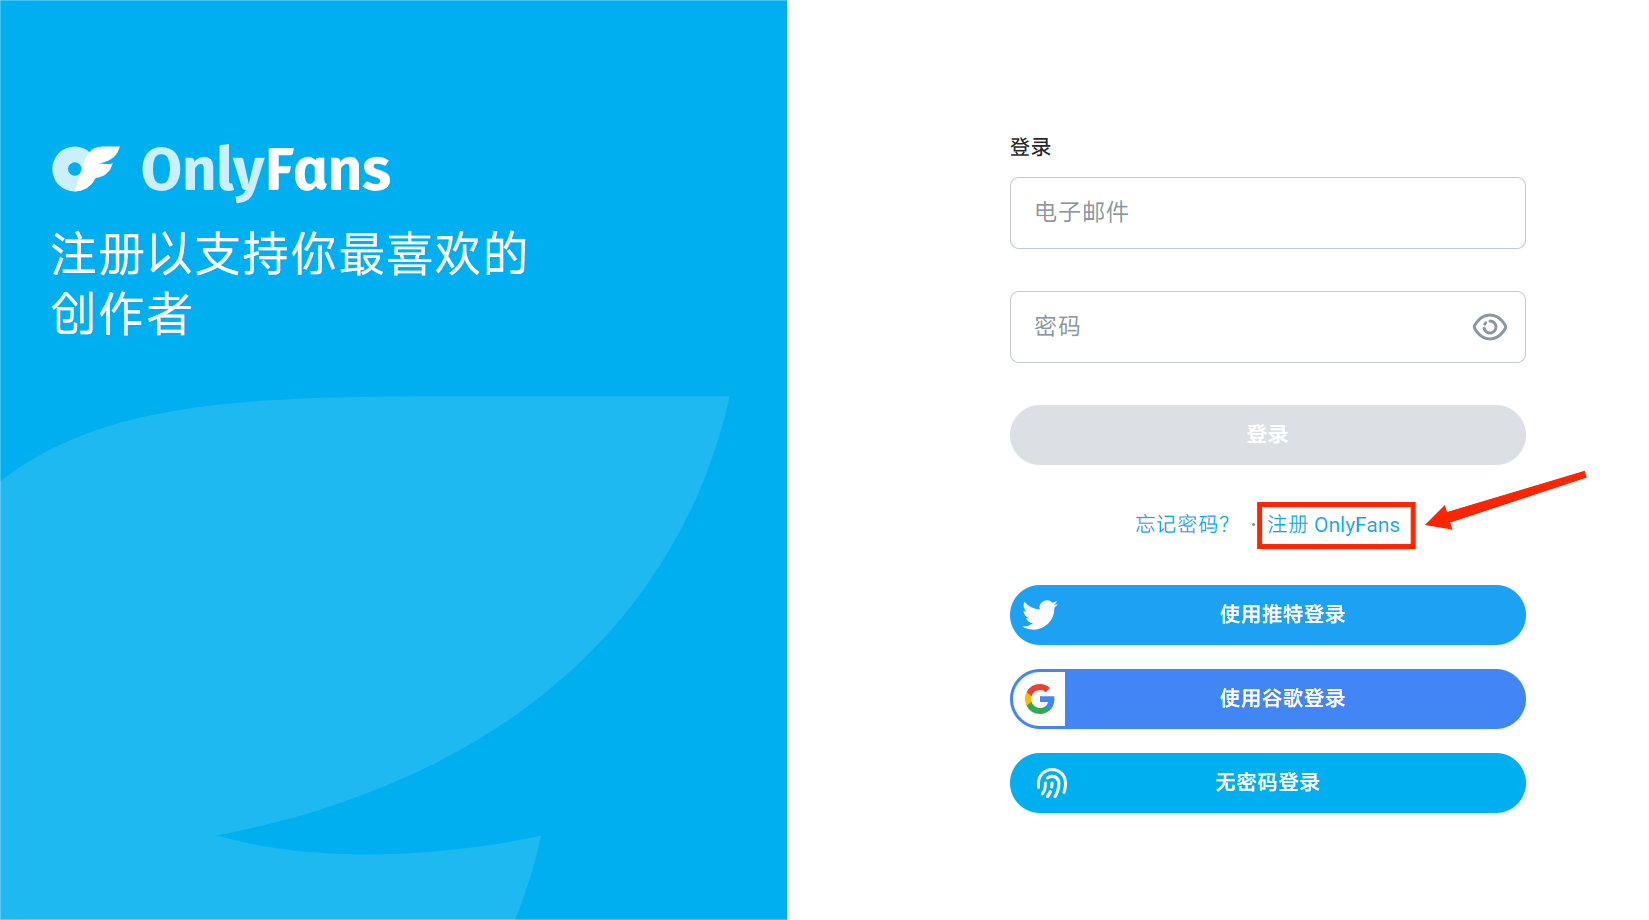 OnlyFans
注册以支持你最喜欢的
创作者
登录
电子邮件
密码
登录
忘记密码? · 注册 OnlyFans
使用推特登录
使用谷歌登录
无密码登录